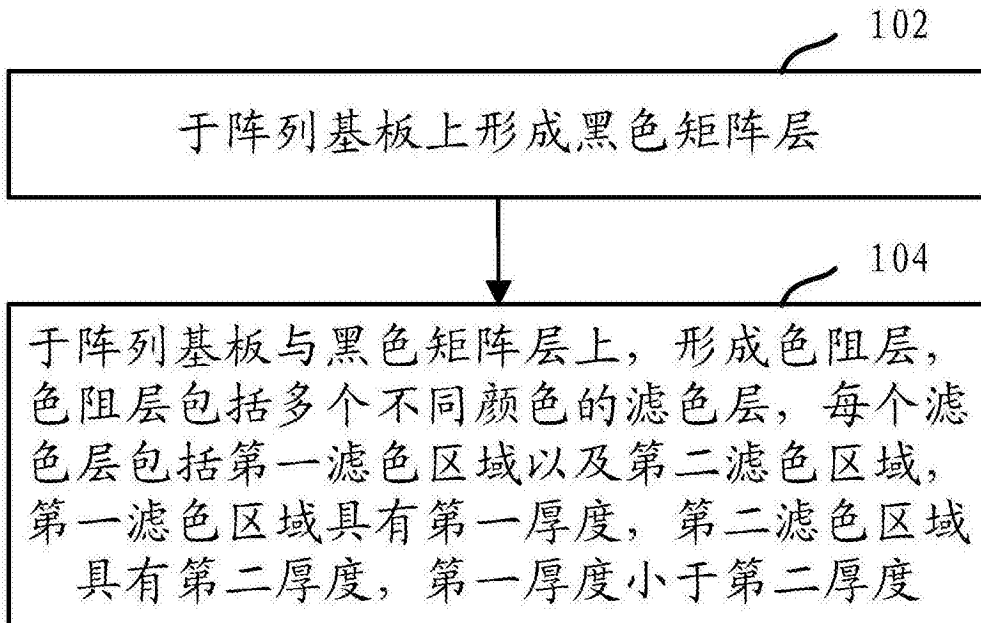 102
于阵列基板上形成黑色矩阵层
104
于阵列基板与黑色矩阵层上，形成色阻层，
色阻层包括多个不同颜色的滤色层，每个滤
色层包括第一滤色区域以及第二滤色区域，
第一滤色区域具有第一厚度，第二滤色区域
具有第二厚度，第一厚度小于第二厚度